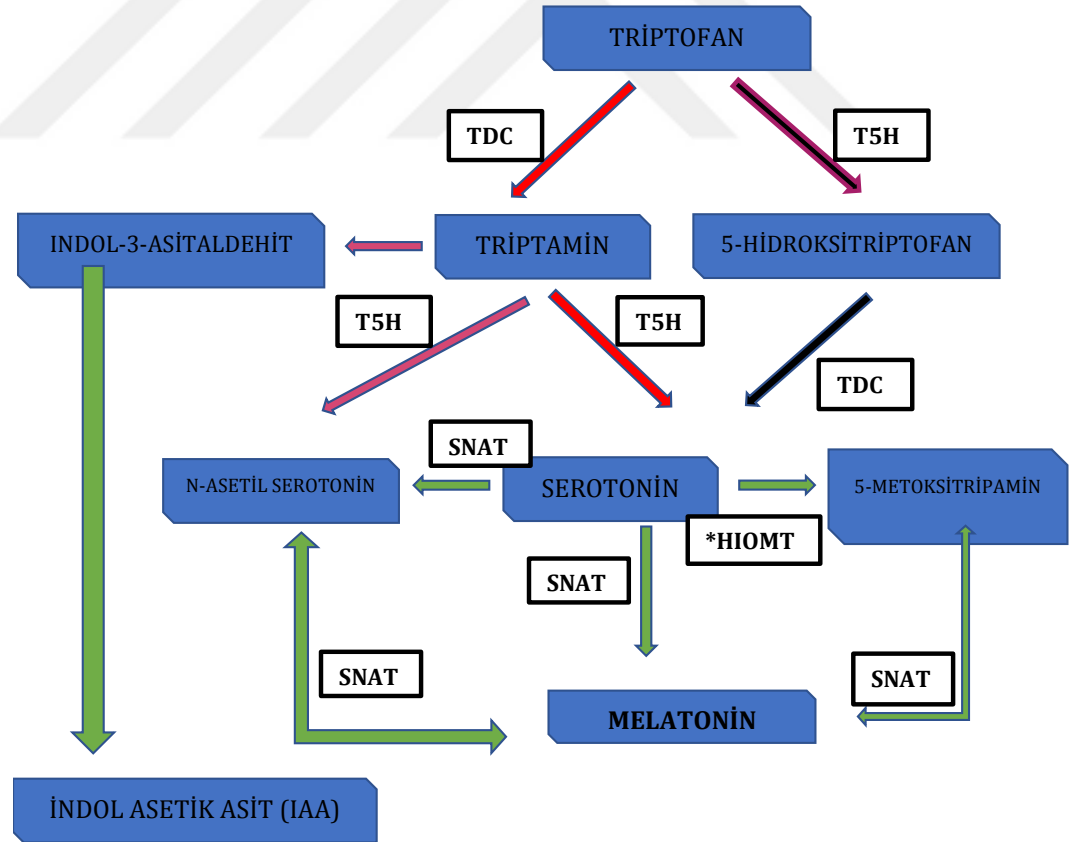 TRİPTOFAN
TDC
T5H
INDOL-3-ASİTALDEHİT
TRİPTAMİN
5-HİDROKSİTRİPTOFAN
T5H
T5H
TDC
SNAT
N-ASETİL SEROTONİN
SEROTONİN
5-METOKSİTRİPAMİN
*HIOMT
SNAT
SNAT
SNAT
MELATONİN
İNDOL ASETİK ASİT (IAA)